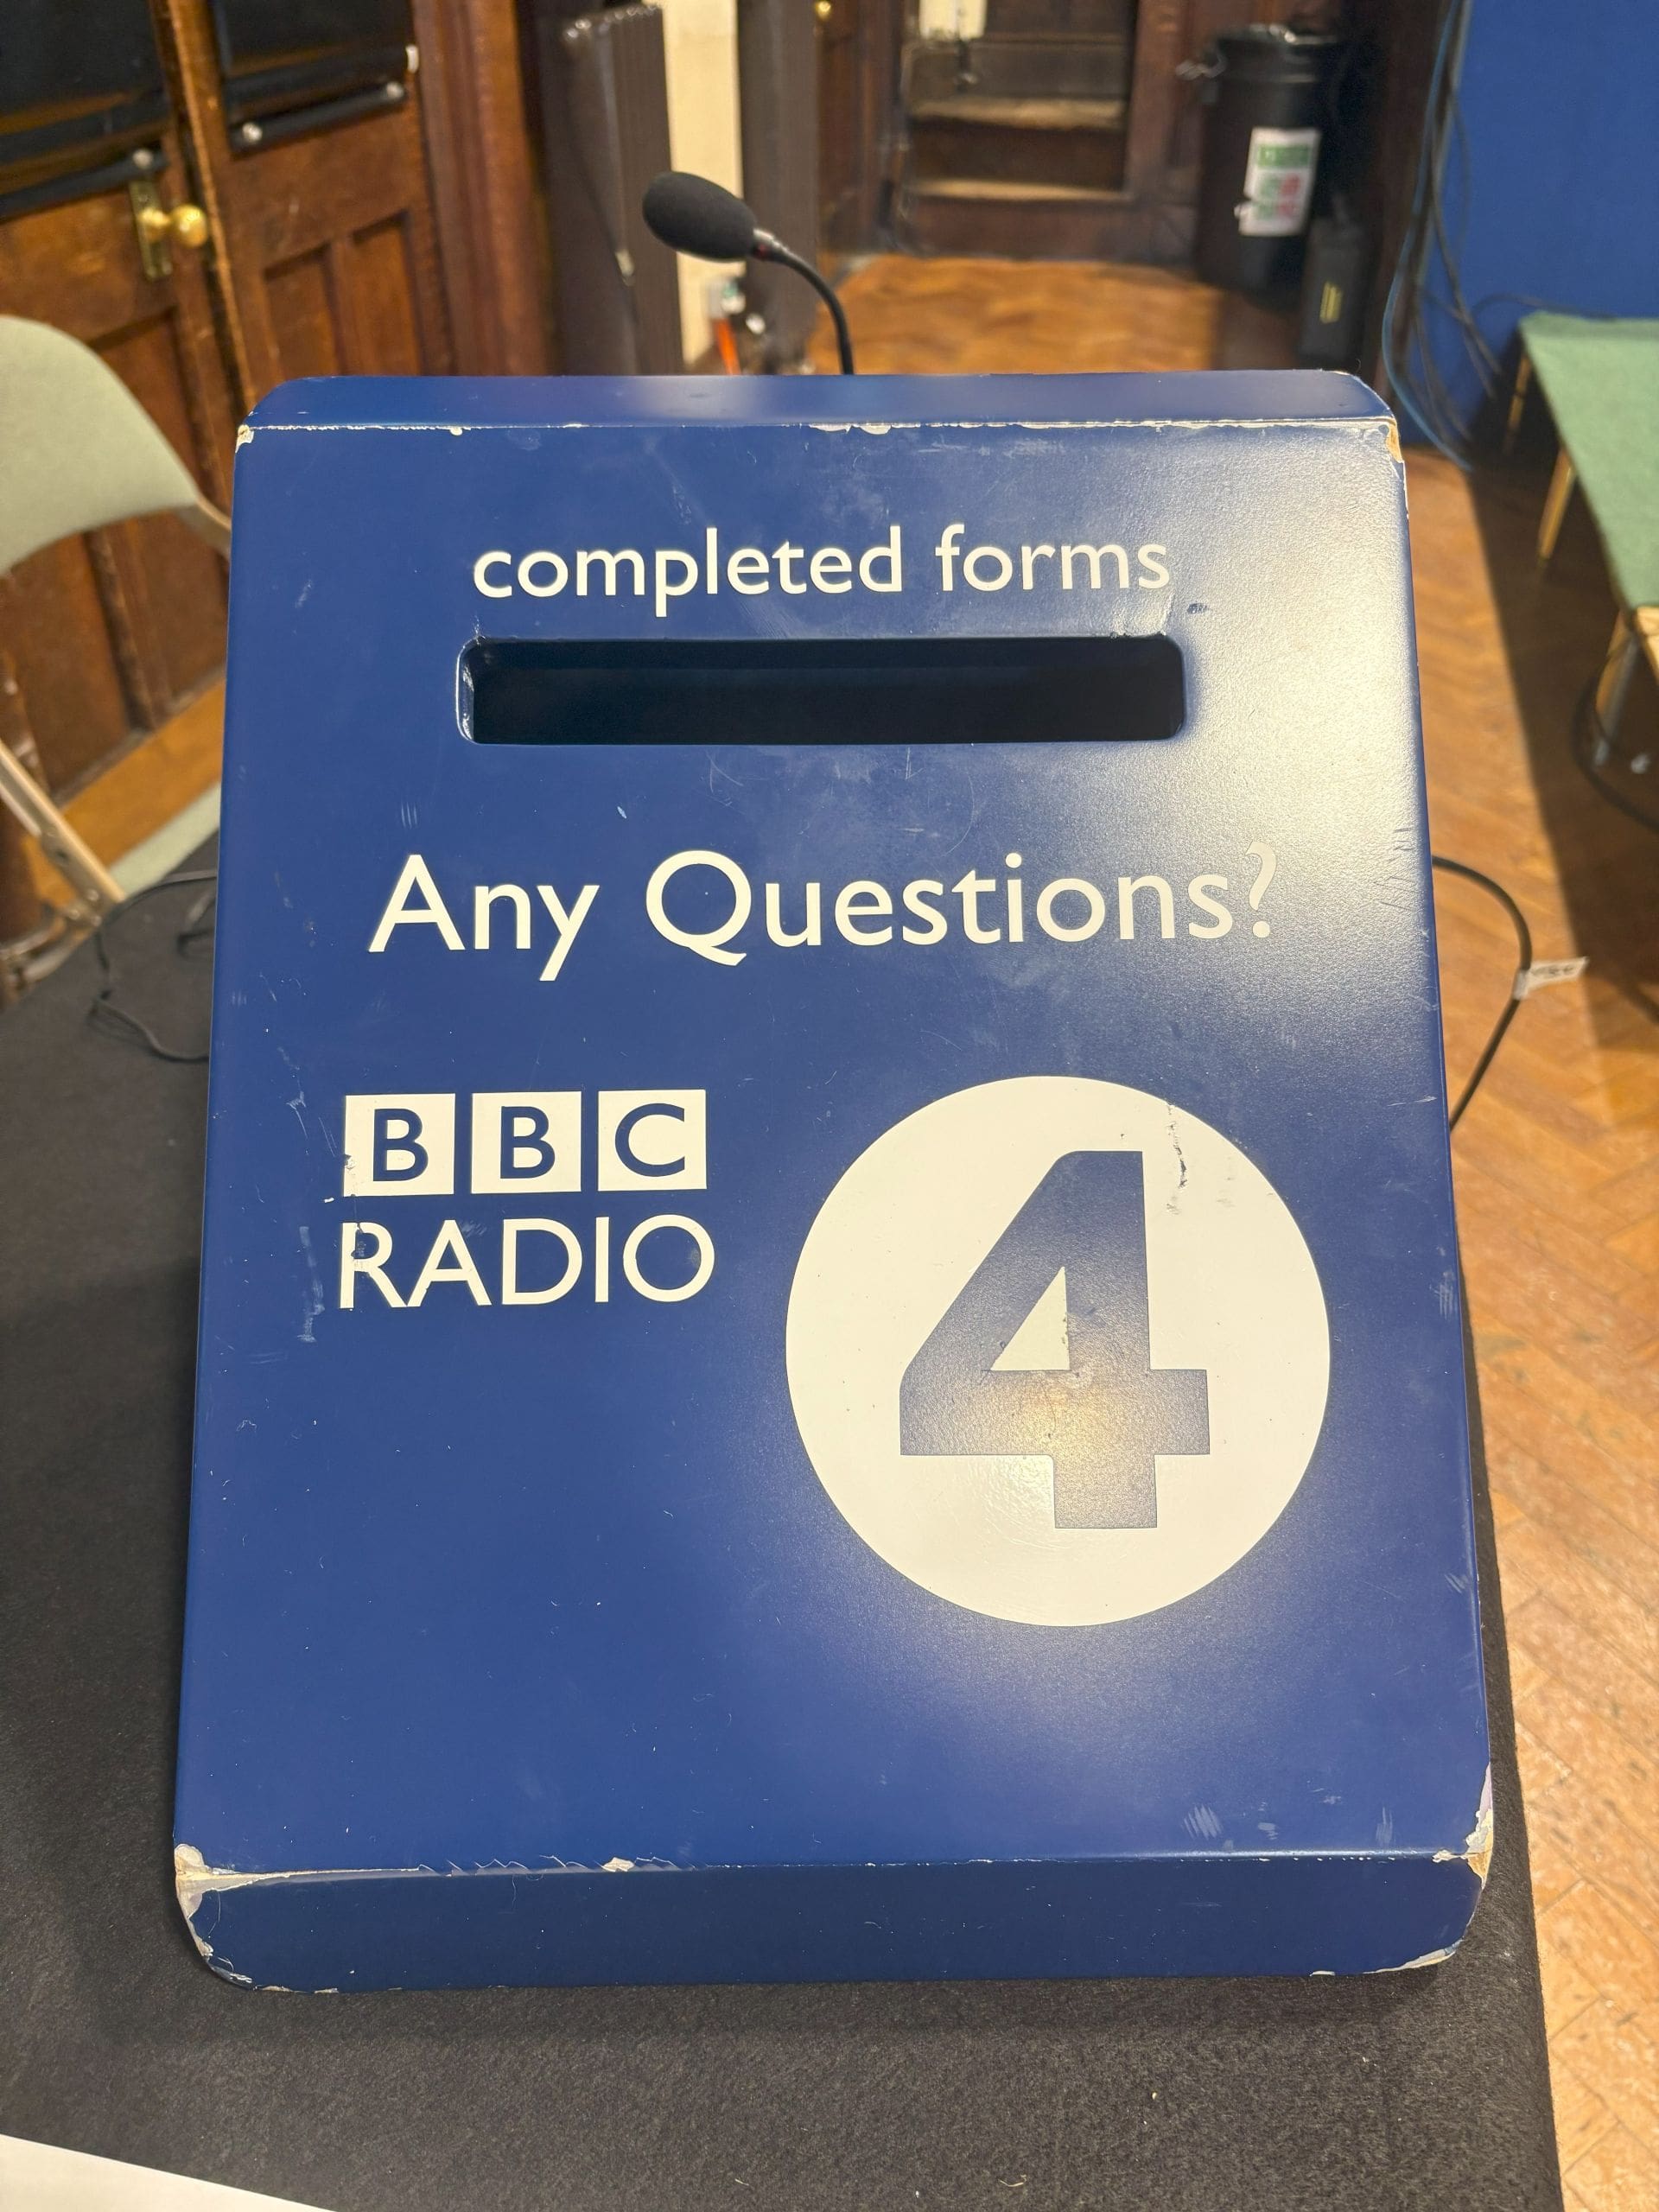 completed forms
Any Questions?
BBC
RADIO
4